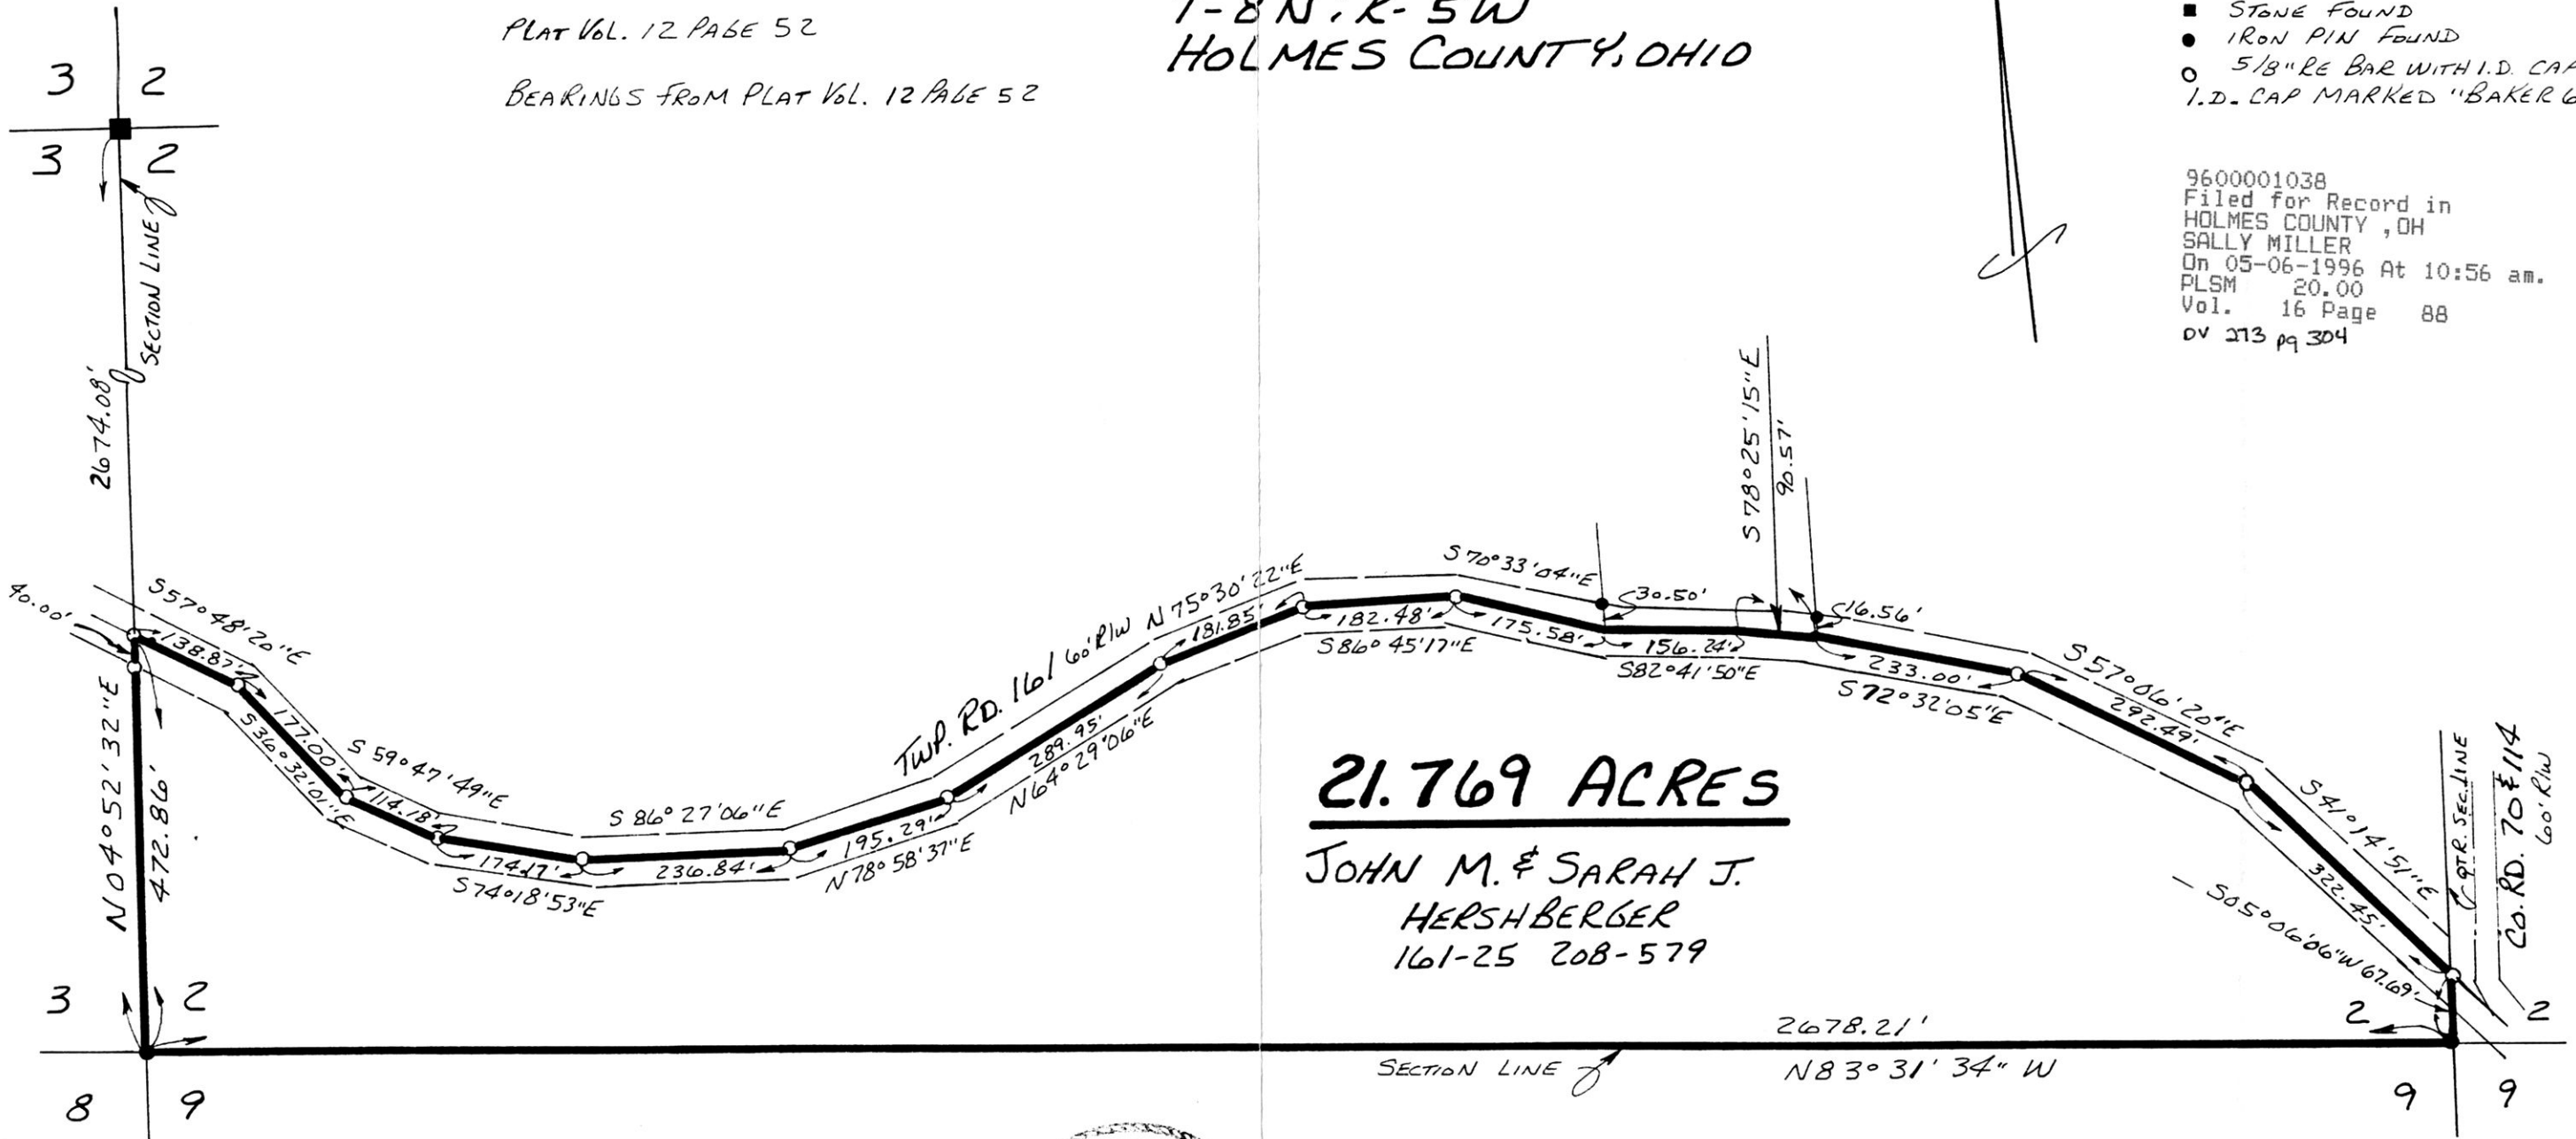 PLAT VOL. 12 PAGE 52
BEARINGS FROM PLAT VOL. 12 PAGE 52
T-8N, R-5W
HOLMES COUNTY, OHIO
■ STONE FOUND
● IRON PIN FOUND
○ 5/8" RE BAR WITH I.D. CAP
I.D. CAP MARKED "BAKER 6
9600001038
Filed for Record in
HOLMES COUNTY ,OH
SALLY MILLER
On 05-06-1996 At 10:56 am.
PLSM 20.00
Vol. 16 Page 88
DV 273 pg 304
3 2
3 2
SECTION LINE
2674.08'
40.00'
N04°52'32"E
472.86'
S57°48'20"E
138.87'
177.00'
S36°32'01"E
S 59°47'49"E
114.18'
174.17'
S74°18'53"E
S 86°27'06"E
236.84'
195.29'
N78°58'37"E
TWP. RD. 161 60' R/W
289.95'
N64°29'06"E
N75°30'22"E
181.85'
182.48'
S86°45'17"E
S70°33'04"E
175.58'
30.50'
156.24'
S82°41'50"E
S78°25'15"E
90.57'
16.56'
233.00'
S72°32'05"E
S57°06'20"E
292.49'
S41°14'51"E
322.45'
S05°06'06"W 67.69'
QTR. SEC. LINE
CO. RD. 70 & 114
60' R/W
21.769 ACRES
JOHN M. & SARAH J.
HERSHBERGER
161-25 208-579
3 2
2 2
2678.21'
SECTION LINE
N83°31'34" W
8 9
9 9